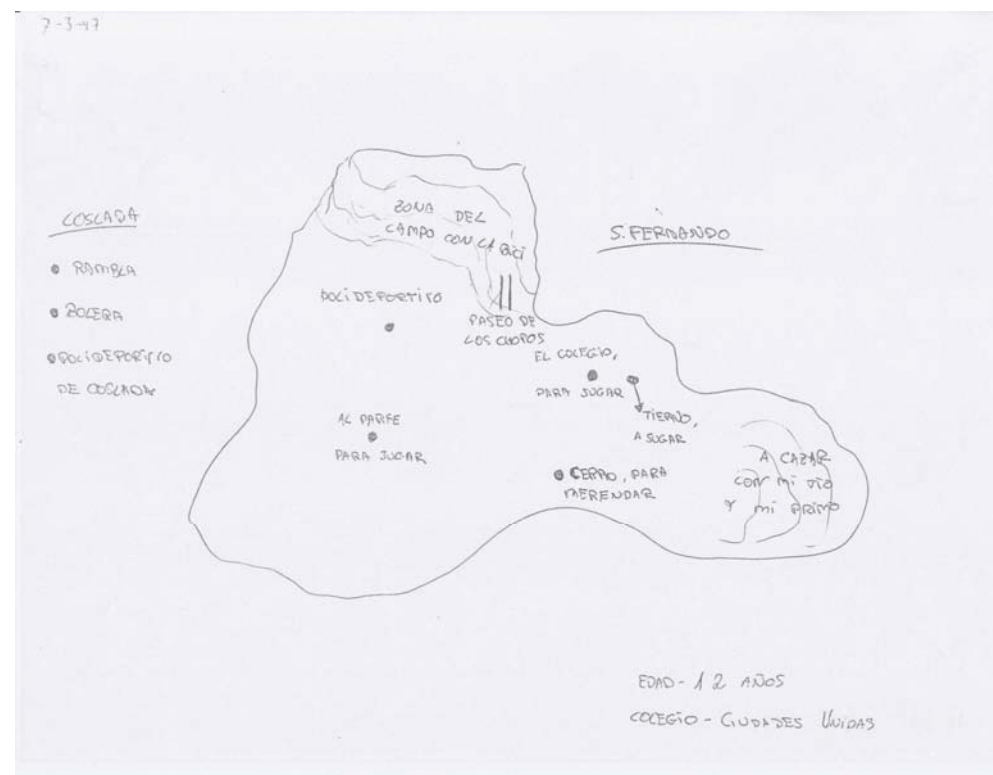 7-3-47
COSLADA
RAMBLA
BOLERA
POLIDEPORTIVO
DE COSLADA
ZONA DEL
CAMPO CON LA BICI
S. FERNANDO
POLIDEPORTIVO
PASEO DE
LOS CHOPOS
EL COLEGIO,
PARA JUGAR
TIERNO,
A JUGAR
AL PARKE
PARA JUGAR
CERRO, PARA
MERENDAR
A CAZAR
CON MI TIO
Y MI PRIMO
EDAD - 12 AÑOS
COLEGIO - CIUDADES UNIDAS